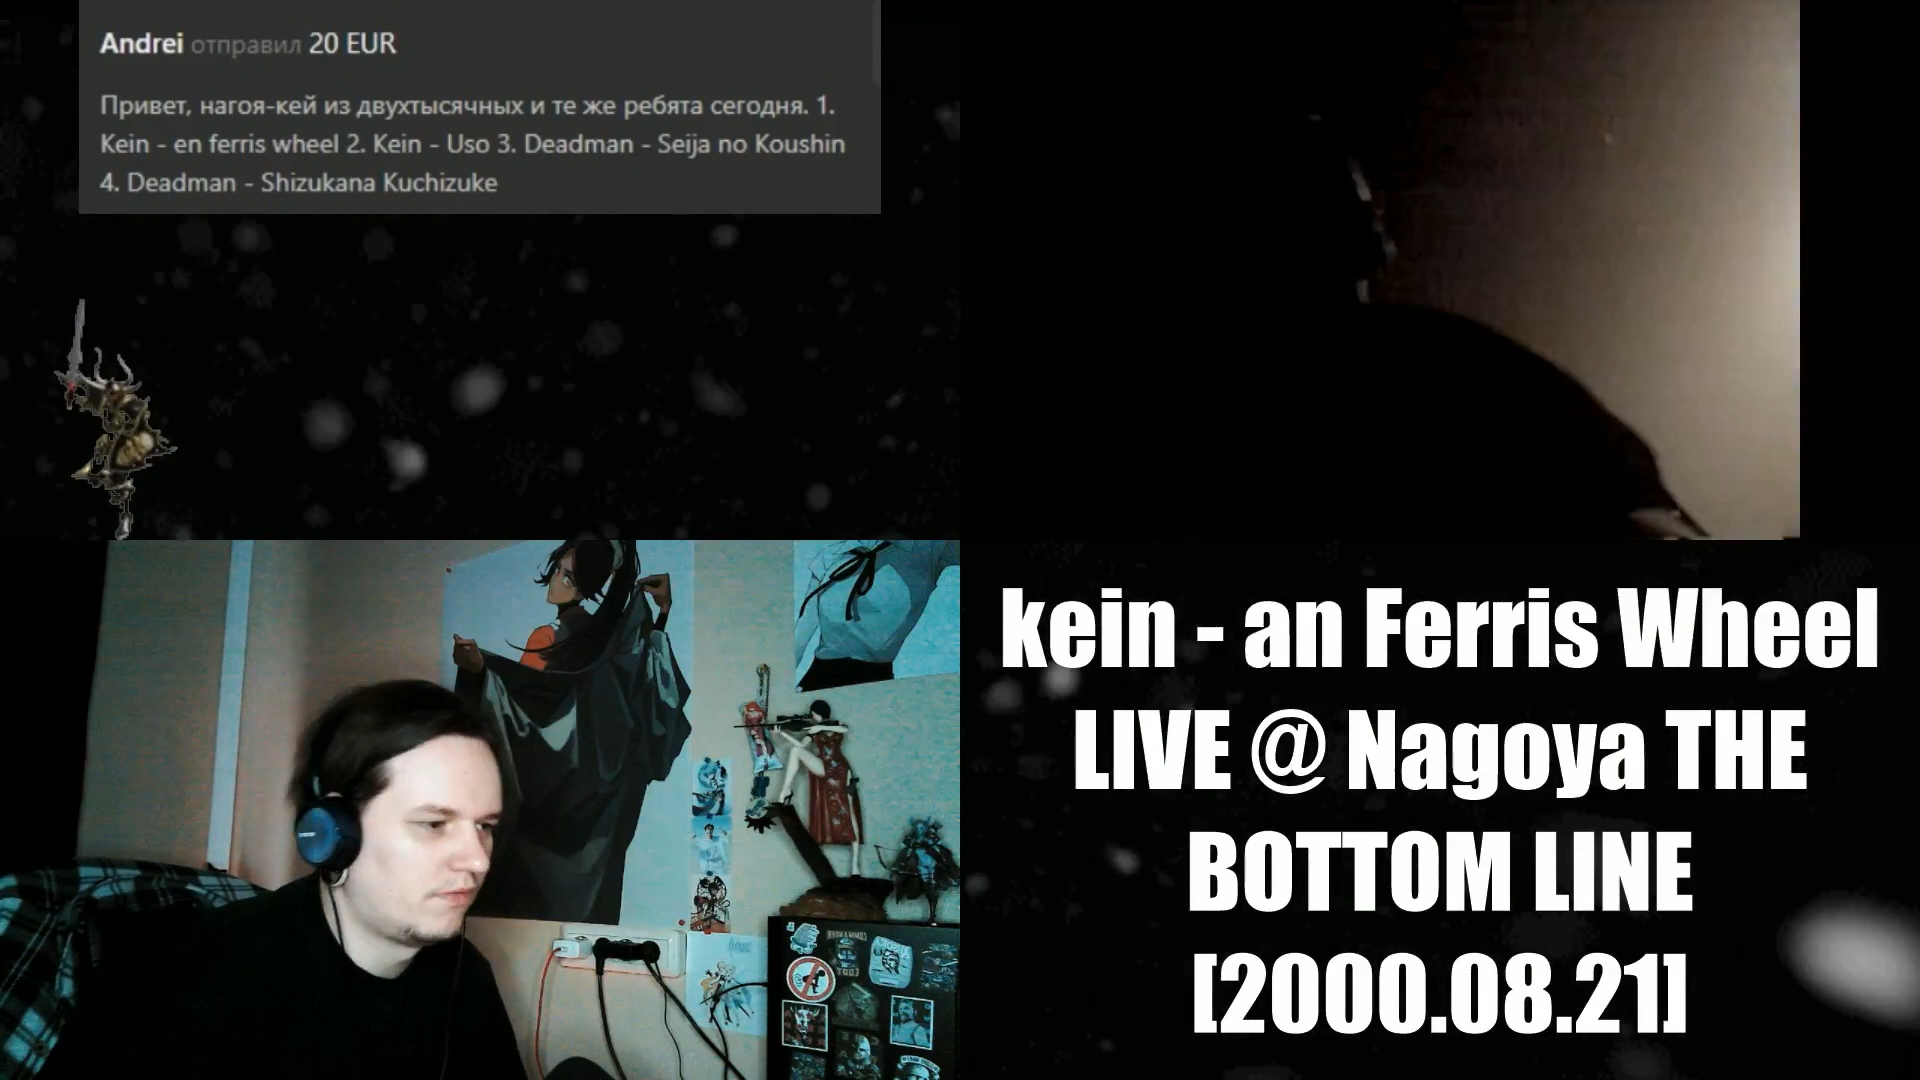 Andrei отправил 20 EUR
Привет, нагоя-кей из двухтысячных и те же ребята сегодня. 1.
Kein - en ferris wheel 2. Kein - Uso 3. Deadman - Seija no Koushin
4. Deadman - Shizukana Kuchizuke
kein - an Ferris Wheel
LIVE @ Nagoya THE
BOTTOM LINE
[2000.08.21]